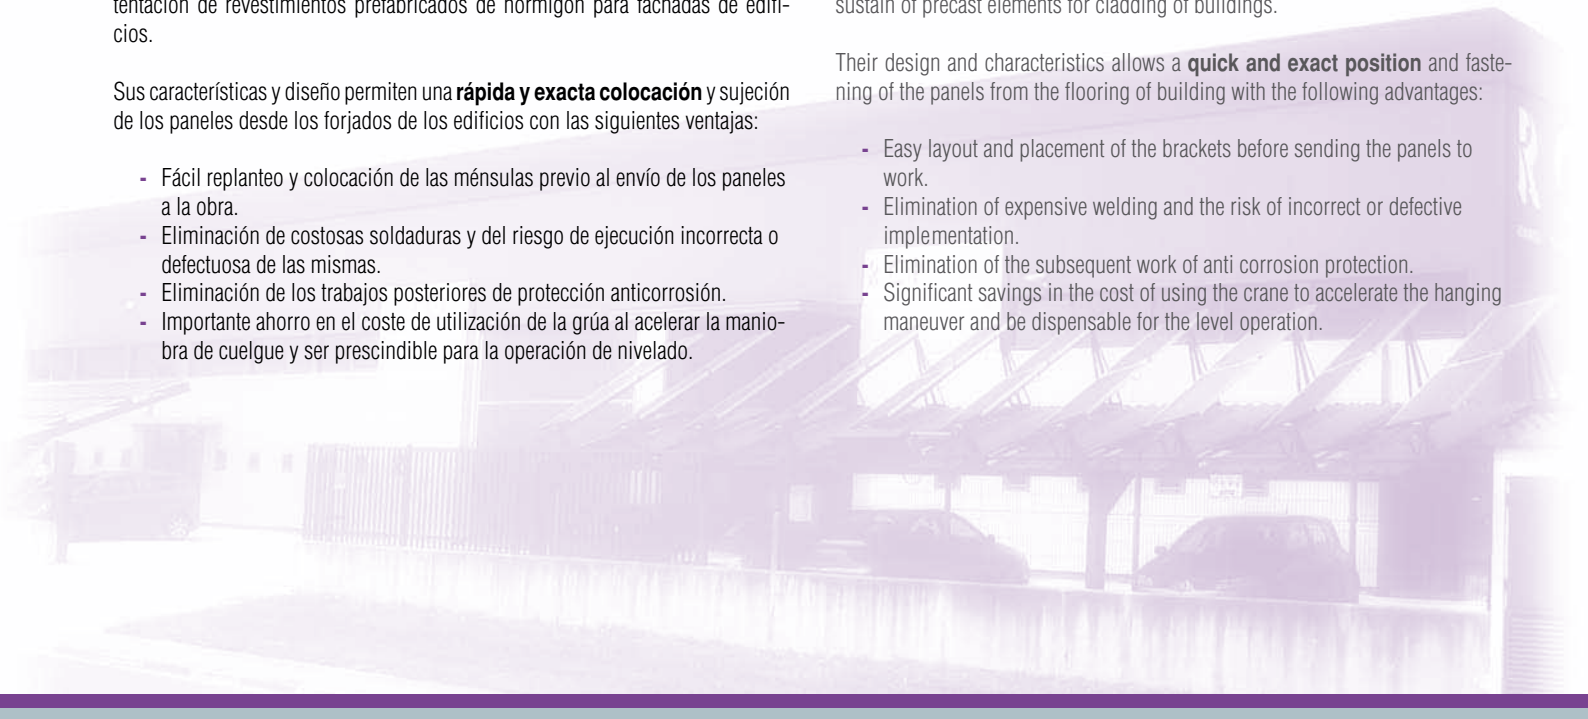 tentación de revestimientos prefabricados de hormigón para fachadas de edifi-
cios.
Sus características y diseño permiten una rápida y exacta colocación y sujeción
de los paneles desde los forjados de los edificios con las siguientes ventajas:
- Fácil replanteo y colocación de las ménsulas previo al envío de los paneles
a la obra.
- Eliminación de costosas soldaduras y del riesgo de ejecución incorrecta o
defectuosa de las mismas.
- Eliminación de los trabajos posteriores de protección anticorrosión.
- Importante ahorro en el coste de utilización de la grúa al acelerar la manio-
bra de cuelgue y ser prescindible para la operación de nivelado.
sustain of precast elements for cladding of buildings.
Their design and characteristics allows a quick and exact position and faste-
ning of the panels from the flooring of building with the following advantages:
- Easy layout and placement of the brackets before sending the panels to
work.
- Elimination of expensive welding and the risk of incorrect or defective
implementation.
- Elimination of the subsequent work of anti corrosion protection.
- Significant savings in the cost of using the crane to accelerate the hanging
maneuver and be dispensable for the level operation.